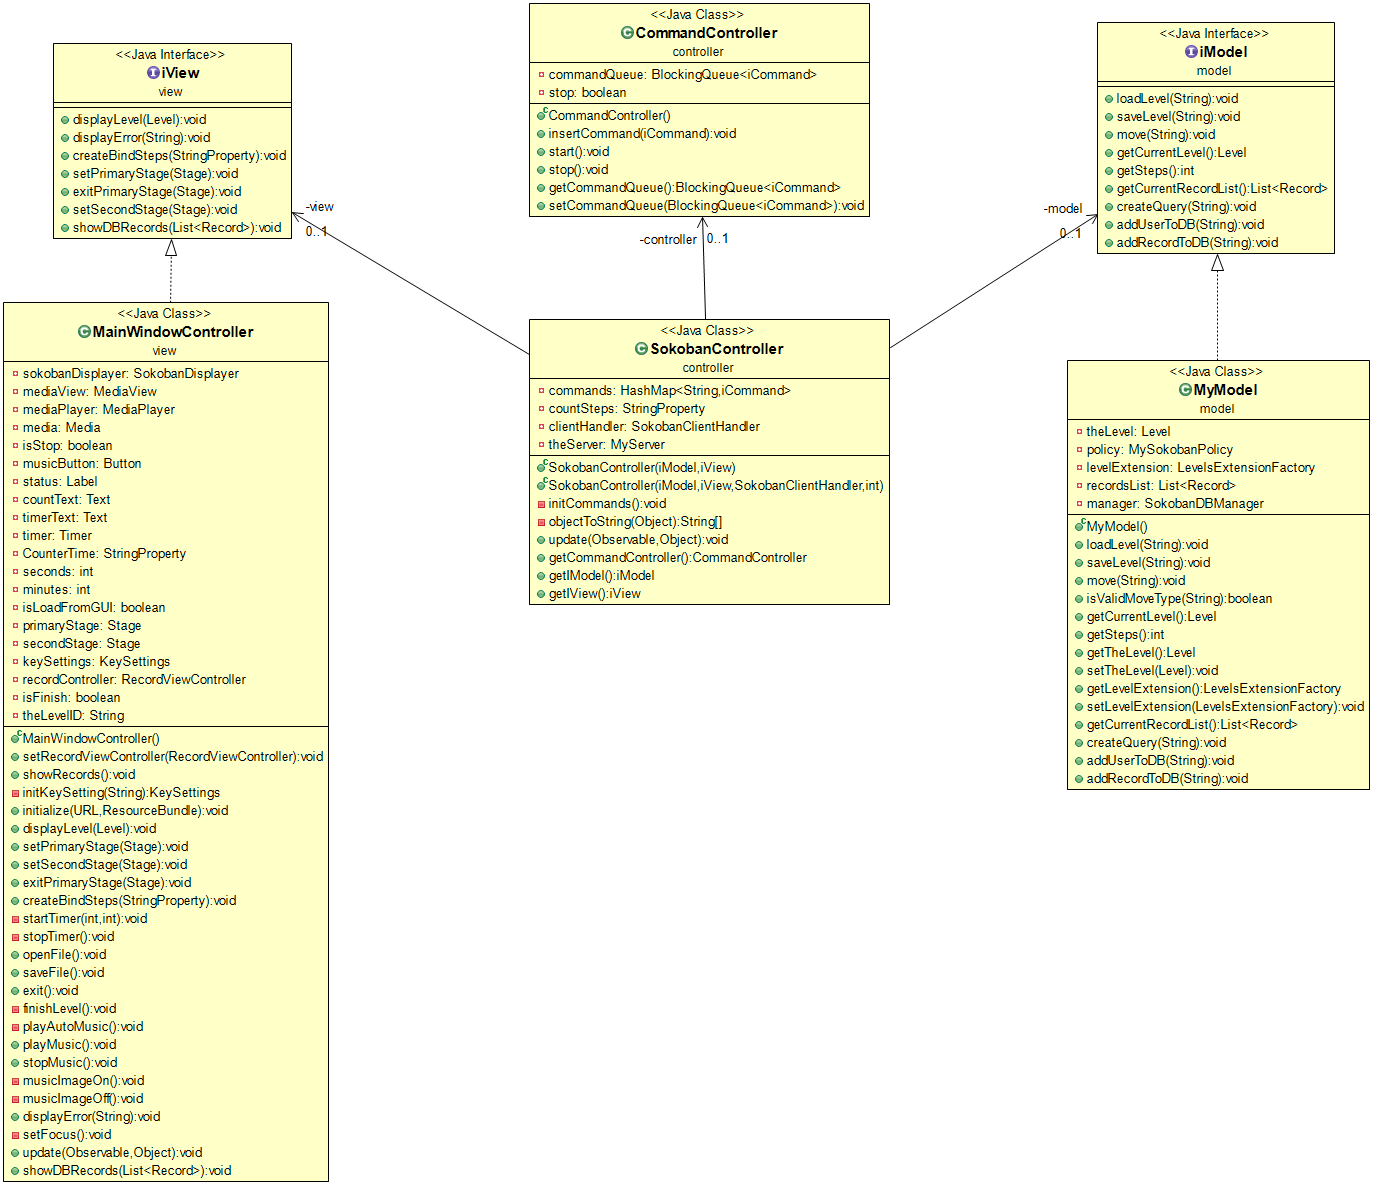 <<Java Interface>>
iView
view
displayLevel(Level):void
displayError(String):void
createBindSteps(StringProperty):void
setPrimaryStage(Stage):void
exitPrimaryStage(Stage):void
setSecondStage(Stage):void
showDBRecords(List<Record>):void
<<Java Class>>
CommandController
controller
commandQueue: BlockingQueue<iCommand>
stop: boolean
CommandController()
insertCommand(iCommand):void
start():void
stop():void
getCommandQueue():BlockingQueue<iCommand>
setCommandQueue(BlockingQueue<iCommand>):void
<<Java Interface>>
iModel
model
loadLevel(String):void
saveLevel(String):void
move(String):void
getCurrentLevel():Level
getSteps():int
getCurrentRecordList():List<Record>
createQuery(String):void
addUserToDB(String):void
addRecordToDB(String):void
-view
0..1
-controller
0..1
-model
0..1
<<Java Class>>
MainWindowController
view
sokobanDisplayer: SokobanDisplayer
mediaView: MediaView
mediaPlayer: MediaPlayer
media: Media
isStop: boolean
musicButton: Button
status: Label
countText: Text
timerText: Text
timer: Timer
CounterTime: StringProperty
seconds: int
minutes: int
isLoadFromGUI: boolean
primaryStage: Stage
secondStage: Stage
keySettings: KeySettings
recordController: RecordViewController
isFinish: boolean
theLevelID: String
MainWindowController()
setRecordViewController(RecordViewController):void
showRecords():void
initKeySetting(String):KeySettings
initialize(URL,ResourceBundle):void
displayLevel(Level):void
setPrimaryStage(Stage):void
setSecondStage(Stage):void
exitPrimaryStage(Stage):void
createBindSteps(StringProperty):void
startTimer(int,int):void
stopTimer():void
openFile():void
saveFile():void
exit():void
finishLevel():void
playAutoMusic():void
playMusic():void
stopMusic():void
musicImageOn():void
musicImageOff():void
displayError(String):void
setFocus():void
update(Observable,Object):void
showDBRecords(List<Record>):void
<<Java Class>>
SokobanController
controller
commands: HashMap<String,iCommand>
countSteps: StringProperty
clientHandler: SokobanClientHandler
theServer: MyServer
SokobanController(iModel,iView)
SokobanController(iModel,iView,SokobanClientHandler,int)
initCommands():void
objectToString(Object):String[]
update(Observable,Object):void
getCommandController():CommandController
getIModel():iModel
getIView():iView
<<Java Class>>
MyModel
model
theLevel: Level
policy: MySokobanPolicy
levelExtension: LevelsExtensionFactory
recordsList: List<Record>
manager: SokobanDBManager
MyModel()
loadLevel(String):void
saveLevel(String):void
move(String):void
isValidMoveType(String):boolean
getCurrentLevel():Level
getSteps():int
getTheLevel():Level
setTheLevel(Level):void
getLevelExtension():LevelsExtensionFactory
setLevelExtension(LevelsExtensionFactory):void
getCurrentRecordList():List<Record>
createQuery(String):void
addUserToDB(String):void
addRecordToDB(String):void